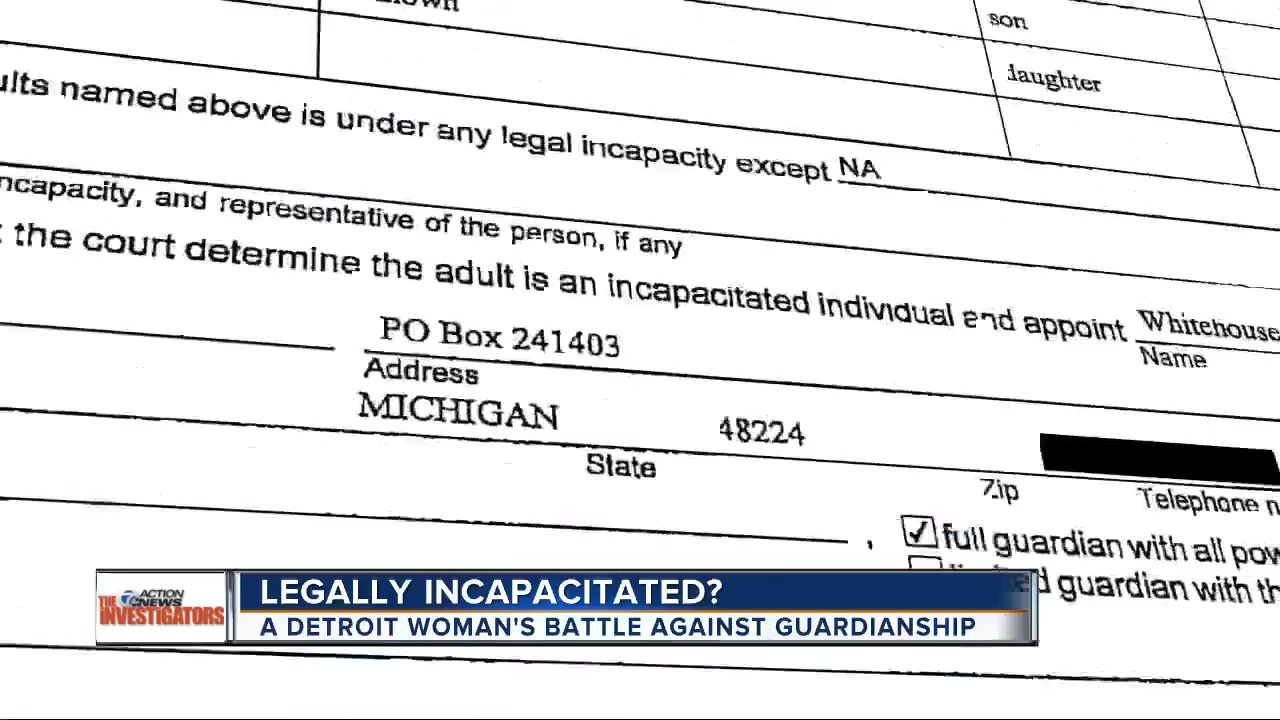 son
daughter
ults named above is under any legal incapacity except NA
ncapacity, and representative of the person, if any
the court determine the adult is an incapacitated individual and appoint Whitehouse
Name
PO Box 241403
Address
MICHIGAN 48224
State Zip Telephone n
, ✓ full guardian with all pow
guardian with th
THE 7 ACTION NEWS INVESTIGATORS
LEGALLY INCAPACITATED?
A DETROIT WOMAN'S BATTLE AGAINST GUARDIANSHIP